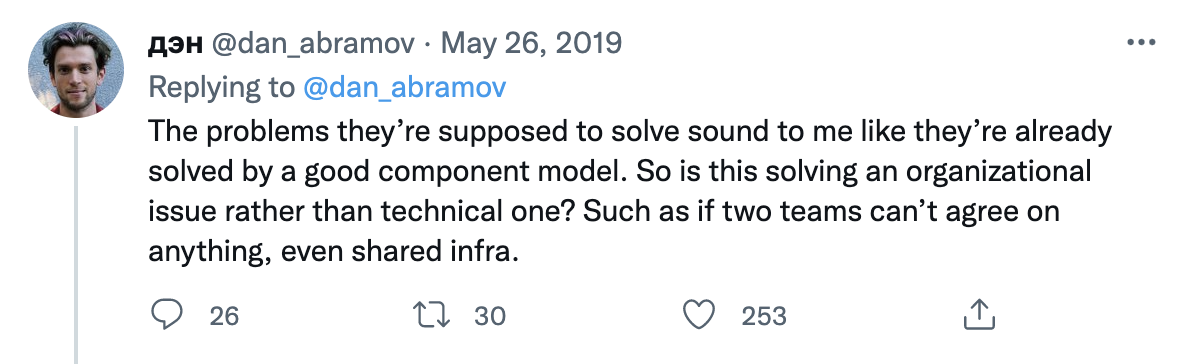 дэн @dan_abramov · May 26, 2019
Replying to @dan_abramov
The problems they’re supposed to solve sound to me like they’re already
solved by a good component model. So is this solving an organizational
issue rather than technical one? Such as if two teams can’t agree on
anything, even shared infra.
26 30 253